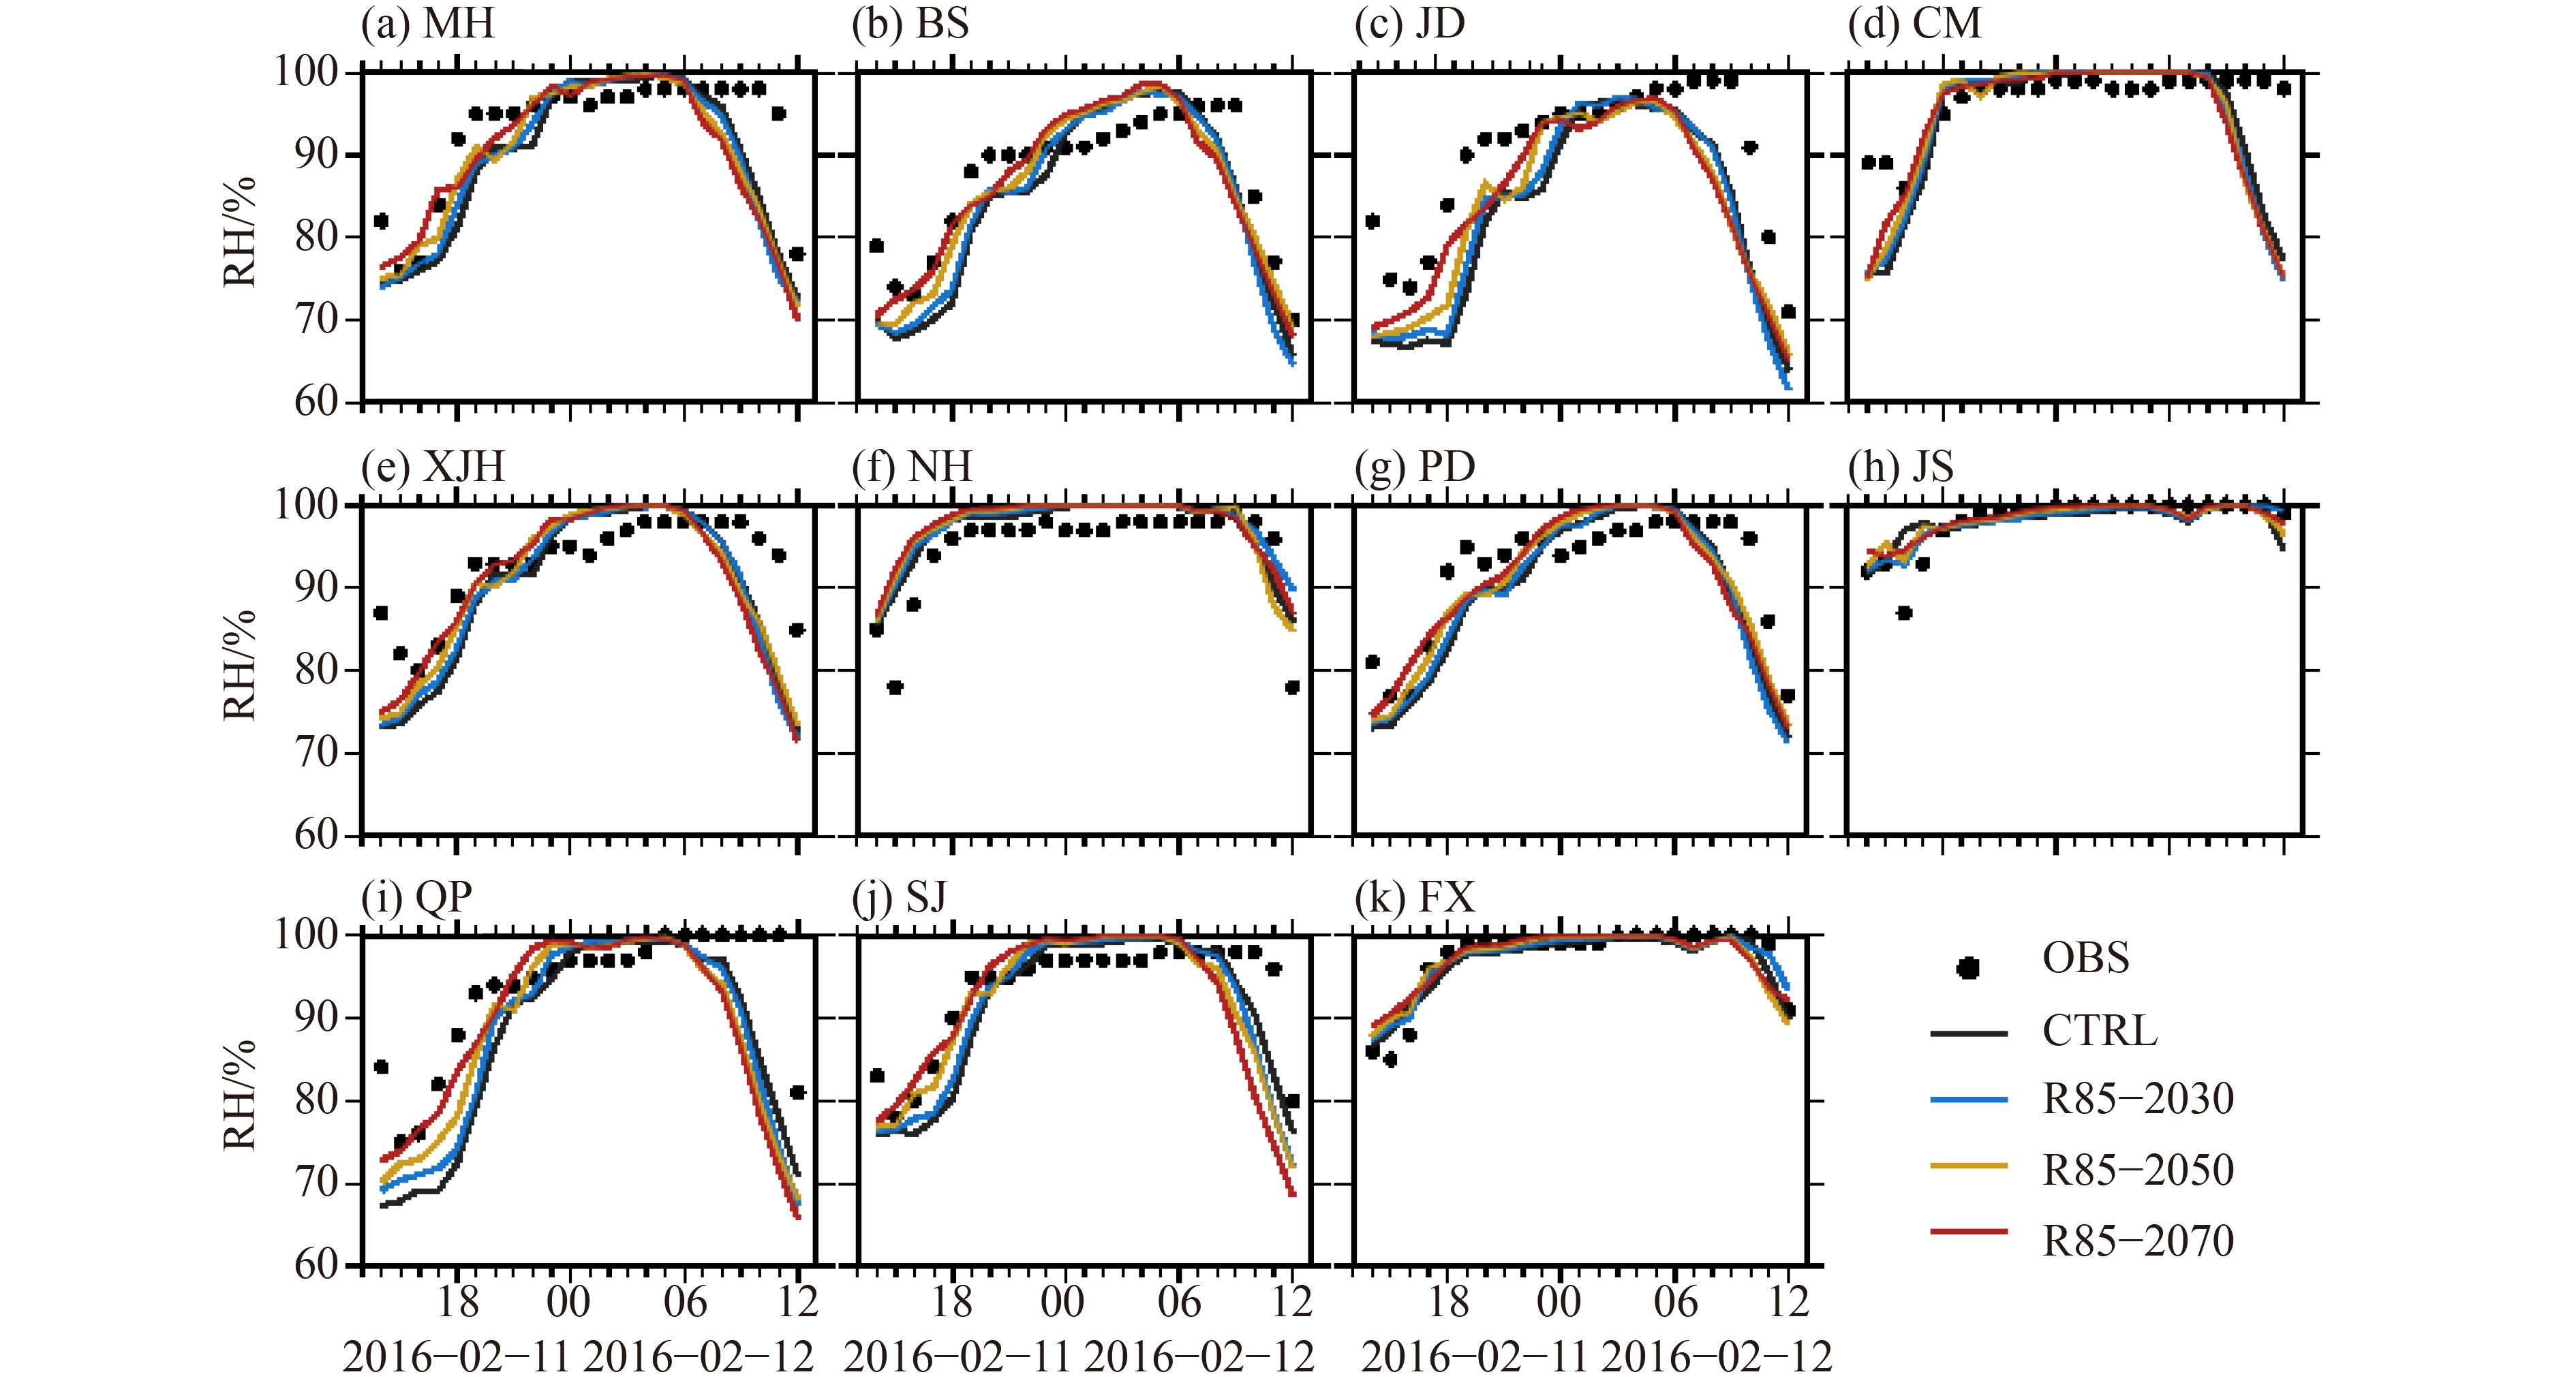 (a) MH
(b) BS
(c) JD
(d) CM
RH/%
100
90
80
70
60
(e) XJH
(f) NH
(g) PD
(h) JS
RH/%
100
90
80
70
60
(i) QP
(j) SJ
(k) FX
RH/%
100
90
80
70
60
18 00 06 12
2016−02−11 2016−02−12
18 00 06 12
2016−02−11 2016−02−12
18 00 06 12
2016−02−11 2016−02−12
OBS
CTRL
R85−2030
R85−2050
R85−2070